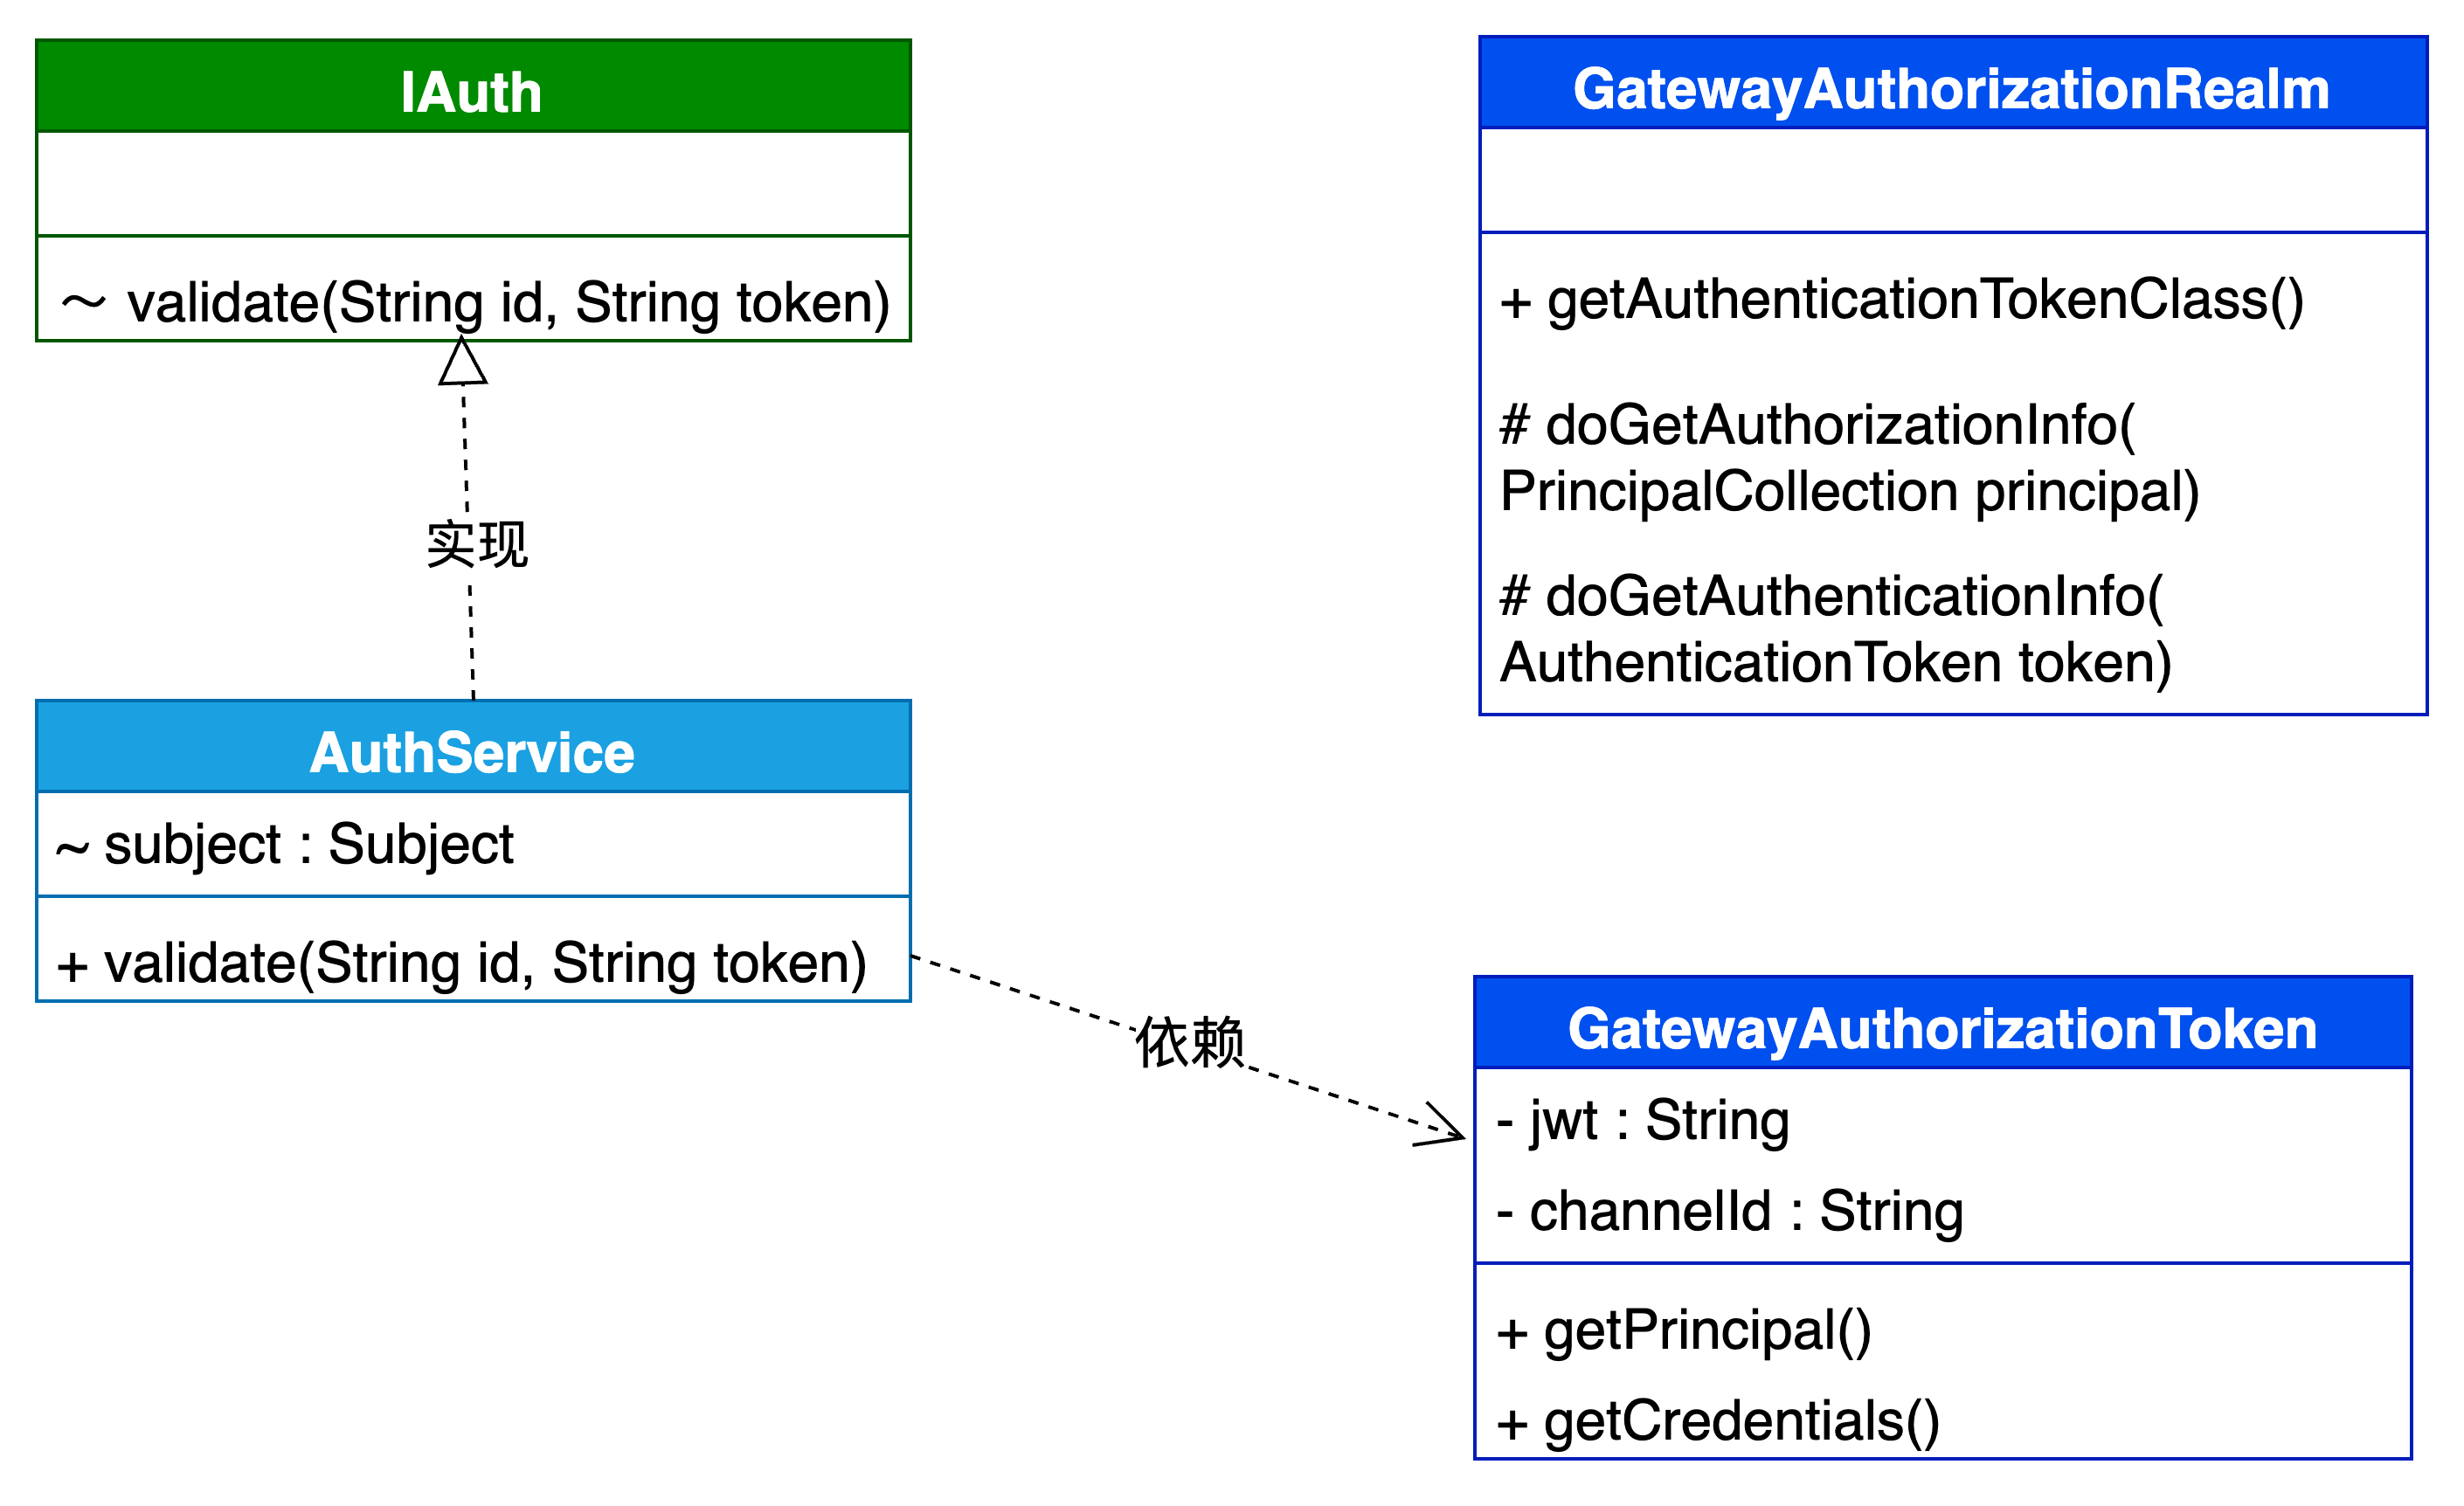 IAuth
～ validate(String id, String token)
实现
AuthService
~ subject : Subject
+ validate(String id, String token)
依赖
GatewayAuthorizationRealm
+ getAuthenticationTokenClass()
# doGetAuthorizationInfo(
PrincipalCollection principal)
# doGetAuthenticationInfo(
AuthenticationToken token)
GatewayAuthorizationToken
- jwt : String
- channelId : String
+ getPrincipal()
+ getCredentials()